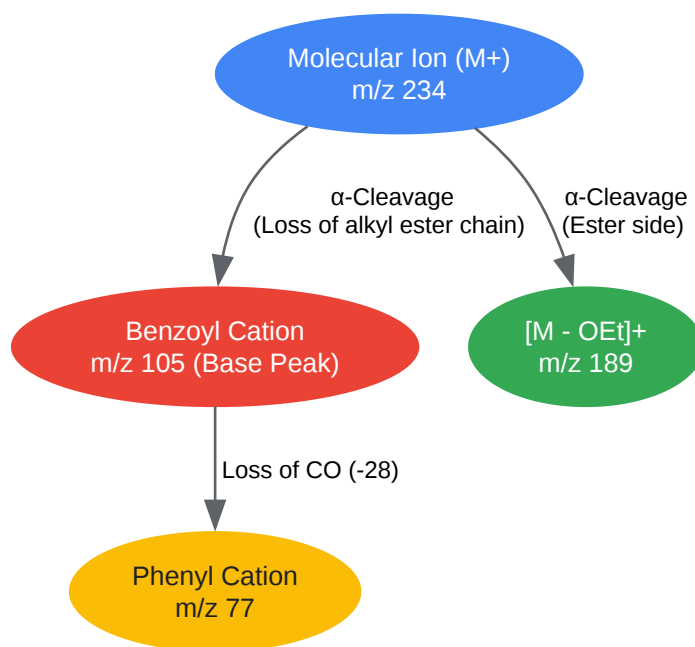 Molecular Ion (M+)
m/z 234
α-Cleavage
(Loss of alkyl ester chain)
α-Cleavage
(Ester side)
Benzoyl Cation
m/z 105 (Base Peak)
[M - OEt]+
m/z 189
Loss of CO (-28)
Phenyl Cation
m/z 77